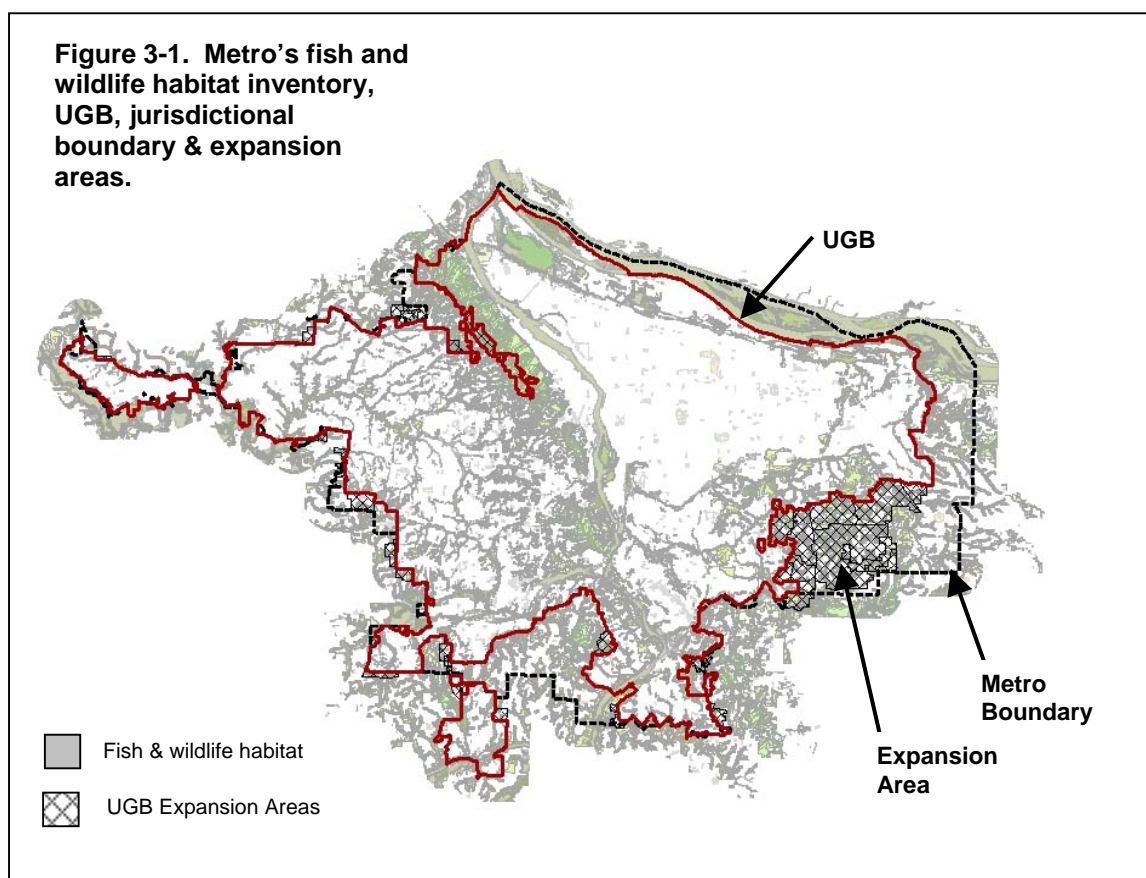 Figure 3-1. Metro’s fish and
wildlife habitat inventory,
UGB, jurisdictional
boundary & expansion
areas.
UGB
Metro
Boundary
Expansion
Area
Fish & wildlife habitat
UGB Expansion Areas